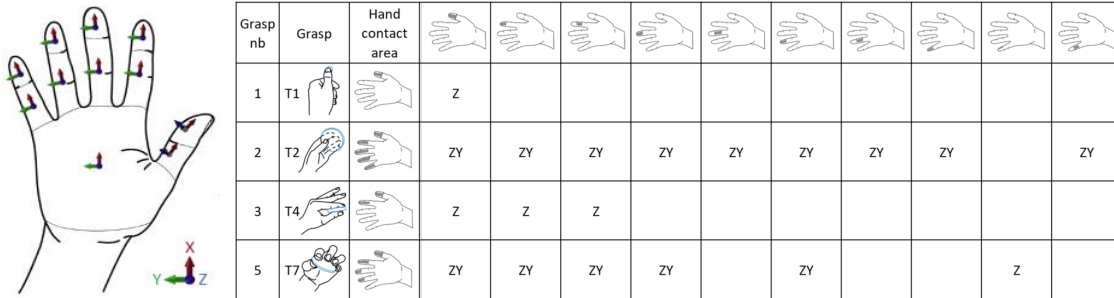 X
Y Z
Grasp nb Grasp Hand contact area
1 T1 Z
2 T2 ZY ZY ZY ZY ZY ZY ZY ZY ZY
3 T4 Z Z Z
5 T7 ZY ZY ZY ZY ZY Z